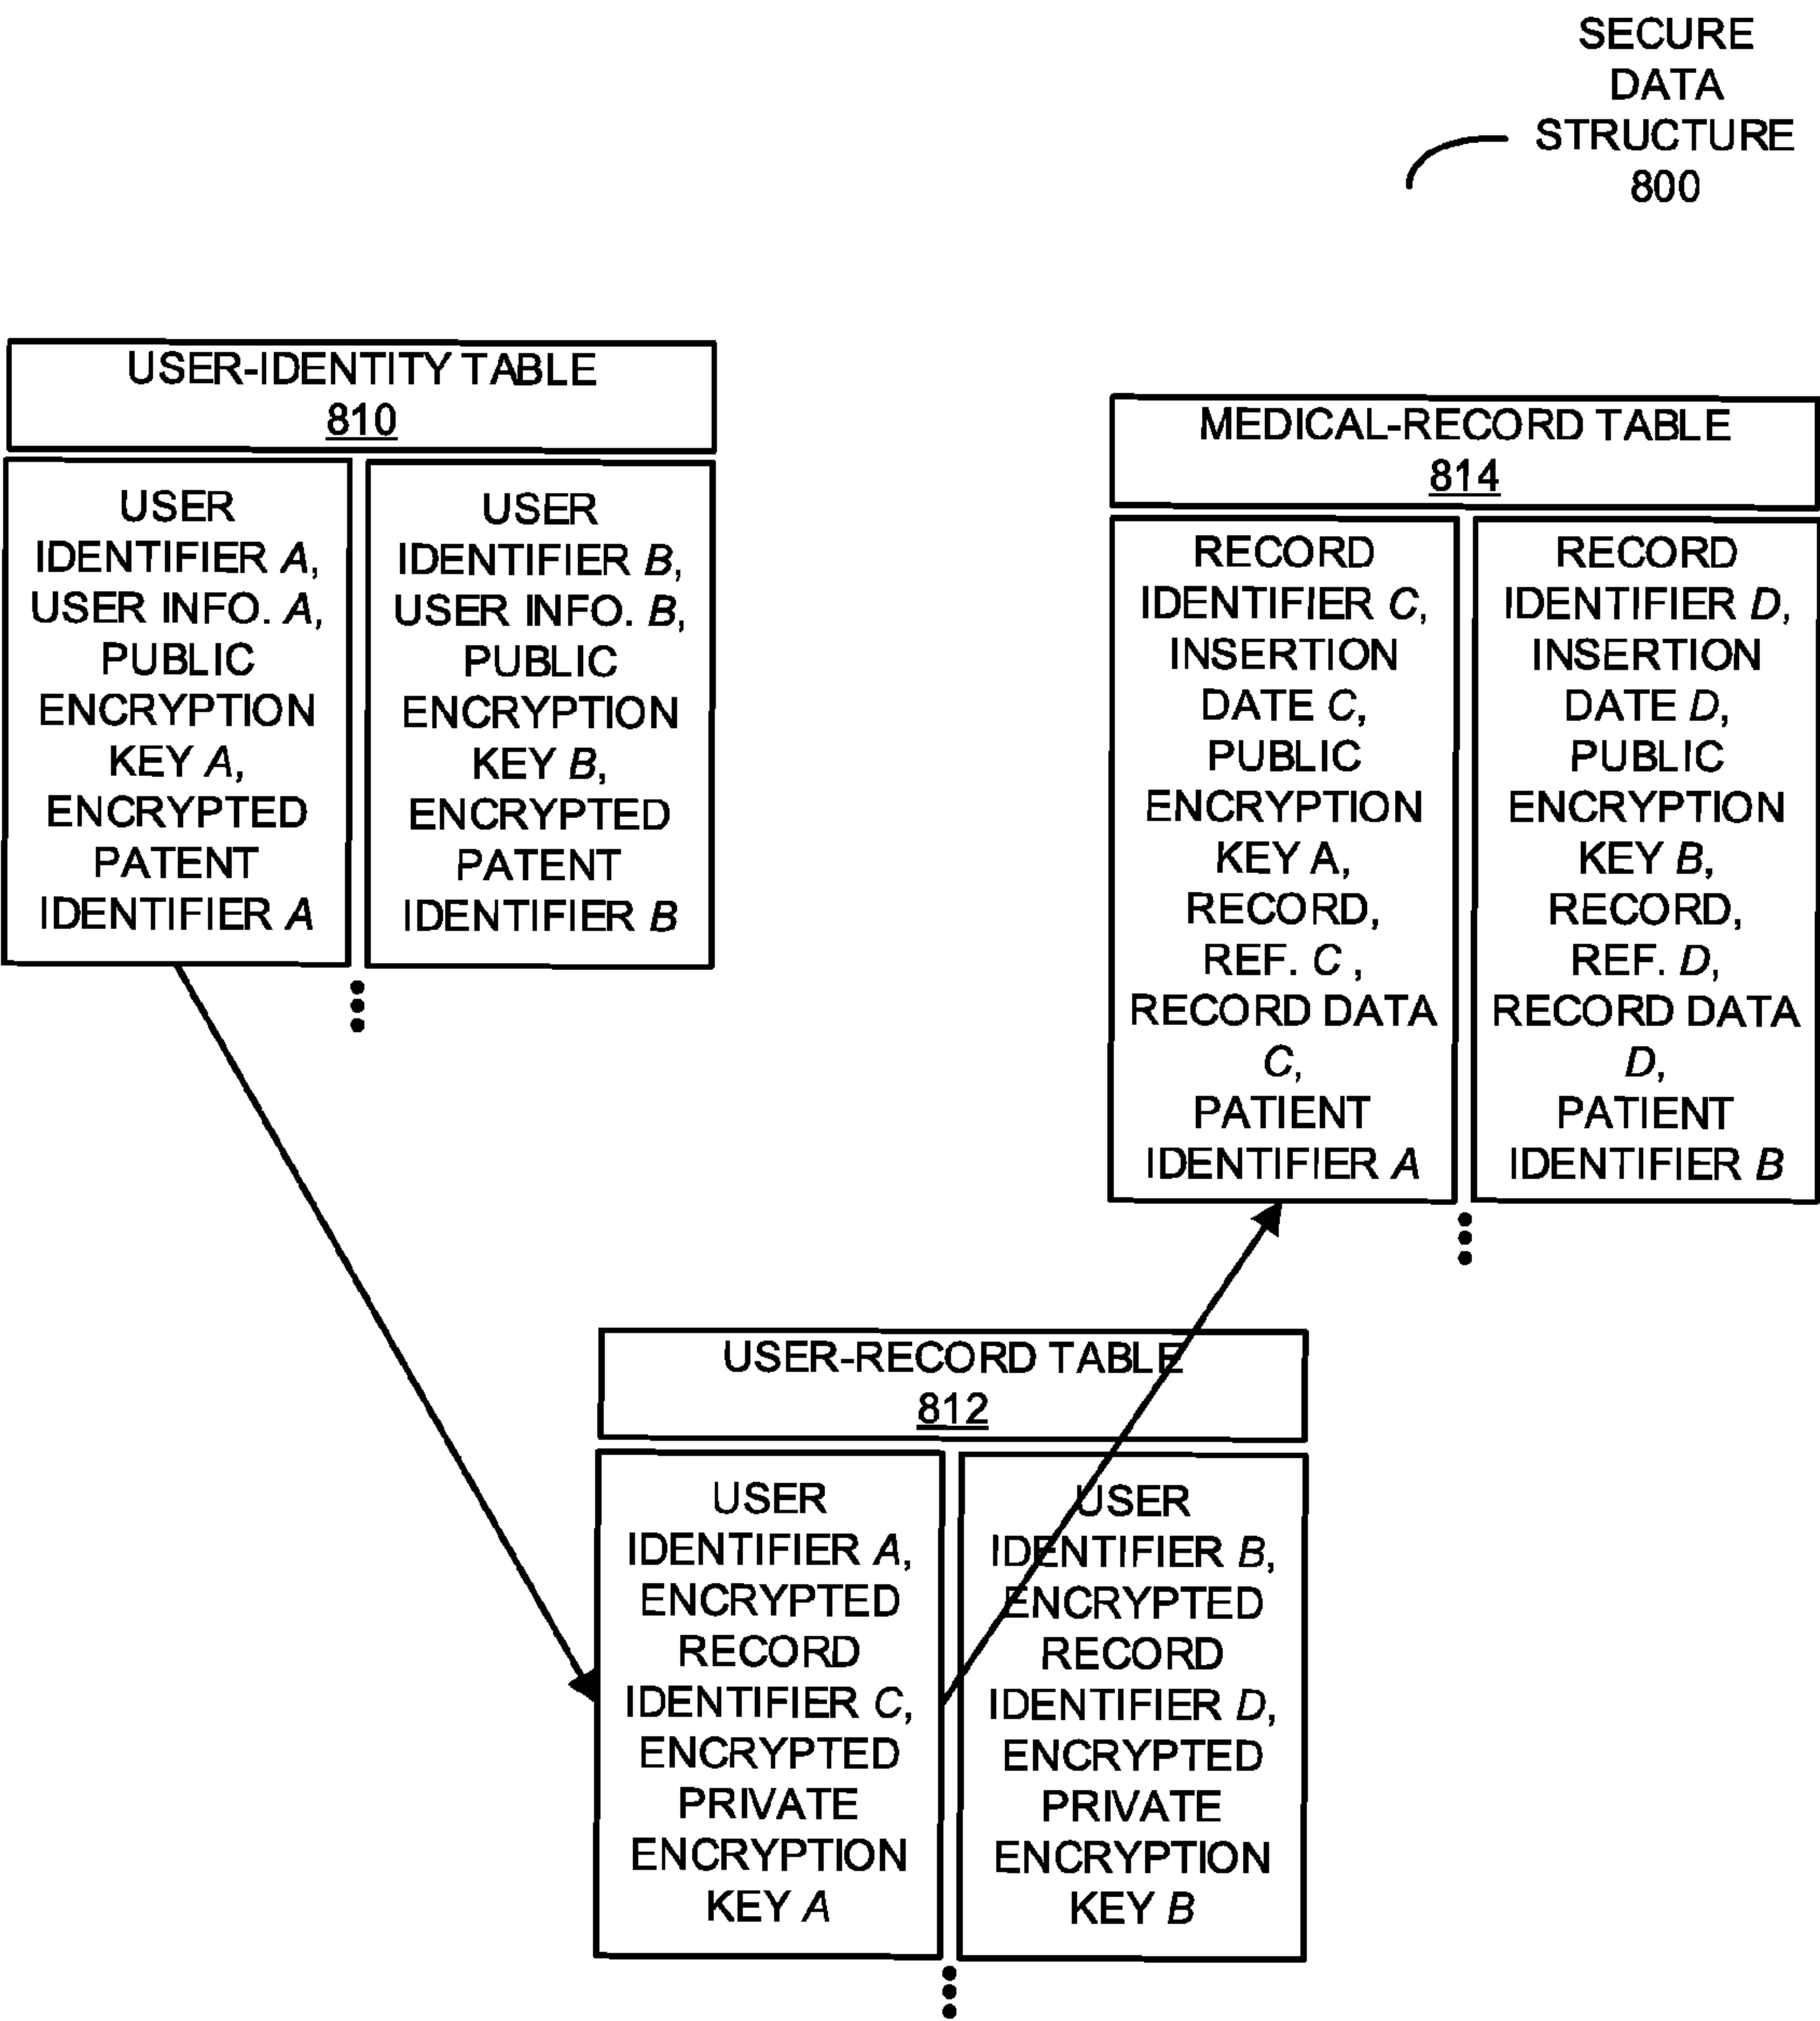 SECURE
DATA
STRUCTURE
800
USER-IDENTITY TABLE
810
USER
IDENTIFIER A,
USER INFO. A,
PUBLIC
ENCRYPTION
KEY A,
ENCRYPTED
PATENT
IDENTIFIER A
USER
IDENTIFIER B,
USER INFO. B,
PUBLIC
ENCRYPTION
KEY B,
ENCRYPTED
PATENT
IDENTIFIER B
MEDICAL-RECORD TABLE
814
RECORD
IDENTIFIER C,
INSERTION
DATE C,
PUBLIC
ENCRYPTION
KEY A,
RECORD,
REF. C ,
RECORD DATA
C,
PATIENT
IDENTIFIER A
RECORD
IDENTIFIER D,
INSERTION
DATE D,
PUBLIC
ENCRYPTION
KEY B,
RECORD,
REF. D,
RECORD DATA
D,
PATIENT
IDENTIFIER B
USER-RECORD TABLE
812
USER
IDENTIFIER A,
ENCRYPTED
RECORD
IDENTIFIER C,
ENCRYPTED
PRIVATE
ENCRYPTION
KEY A
USER
IDENTIFIER B,
ENCRYPTED
RECORD
IDENTIFIER D,
ENCRYPTED
PRIVATE
ENCRYPTION
KEY B